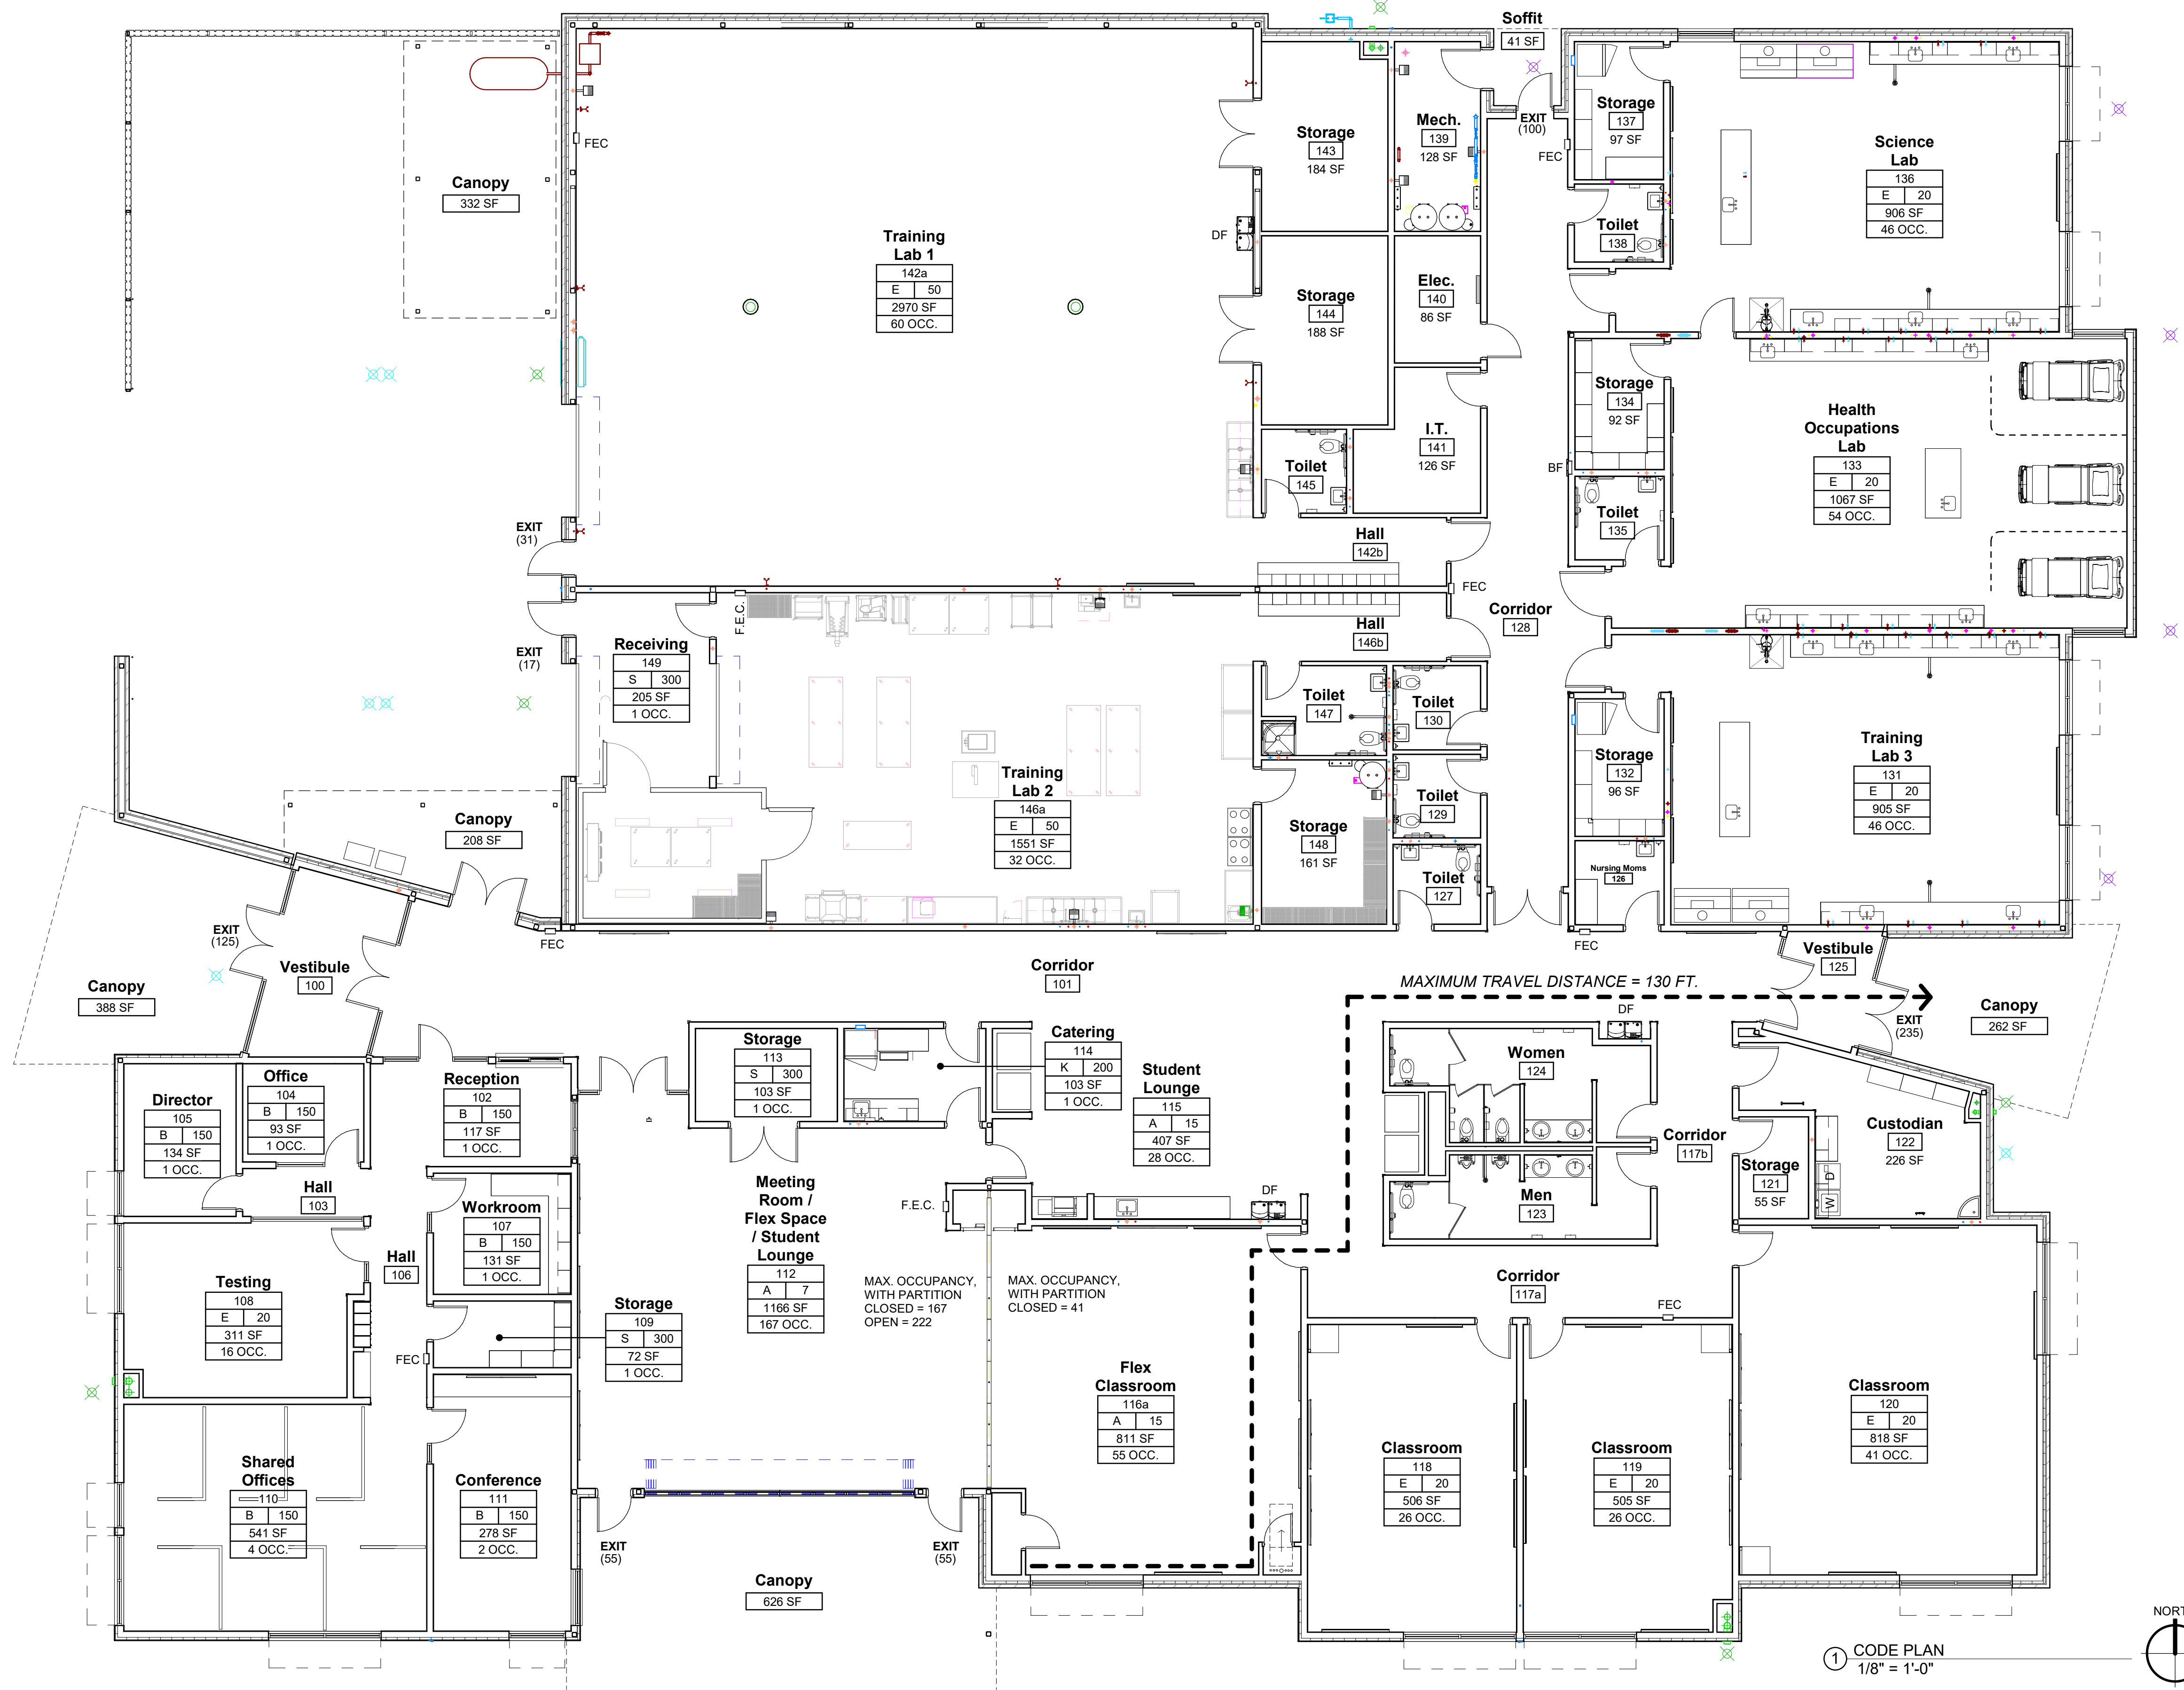 Soffit
41 SF
EXIT
(100)
Canopy
332 SF
FEC
Training
Lab 1
142a
E 50
2970 SF
60 OCC.
DF
Storage
143
184 SF
Mech.
139
128 SF
FEC
Storage
137
97 SF
Toilet
138
Science
Lab
136
E 20
906 SF
46 OCC.
Storage
144
188 SF
Elec.
140
86 SF
I.T.
141
126 SF
Toilet
145
Hall
142b
BF
Storage
134
92 SF
Toilet
135
Health
Occupations
Lab
133
E 20
1067 SF
54 OCC.
EXIT
(31)
EXIT
(17)
Receiving
149
S 300
205 SF
1 OCC.
F.E.C.
Hall
146b
FEC
Corridor
128
Training
Lab 2
146a
E 50
1551 SF
32 OCC.
Toilet
147
Toilet
130
Toilet
129
Storage
148
161 SF
Toilet
127
Storage
132
96 SF
Nursing Moms
126
Training
Lab 3
131
E 20
905 SF
46 OCC.
Canopy
208 SF
FEC
EXIT
(125)
Vestibule
100
Canopy
388 SF
Corridor
101
FEC
MAXIMUM TRAVEL DISTANCE = 130 FT.
Vestibule
125
EXIT
(235)
Canopy
262 SF
DF
Director
105
B 150
134 SF
1 OCC.
Office
104
B 150
93 SF
1 OCC.
Reception
102
B 150
117 SF
1 OCC.
Storage
113
S 300
103 SF
1 OCC.
Catering
114
K 200
103 SF
1 OCC.
Student
Lounge
115
A 15
407 SF
28 OCC.
Women
124
Corridor
117b
Men
123
Storage
121
55 SF
W D
Custodian
122
226 SF
Hall
103
Workroom
107
B 150
131 SF
1 OCC.
Hall
106
Testing
108
E 20
311 SF
16 OCC.
FEC
Storage
109
S 300
72 SF
1 OCC.
Meeting
Room /
Flex Space
/ Student
Lounge
112
A 7
1166 SF
167 OCC.
F.E.C.
DF
MAX. OCCUPANCY,
WITH PARTITION
CLOSED = 167
OPEN = 222
MAX. OCCUPANCY,
WITH PARTITION
CLOSED = 41
Corridor
117a
FEC
Flex
Classroom
116a
A 15
811 SF
55 OCC.
Classroom
118
E 20
506 SF
26 OCC.
Classroom
119
E 20
505 SF
26 OCC.
Classroom
120
E 20
818 SF
41 OCC.
Shared
Offices
110
B 150
541 SF
4 OCC.
Conference
111
B 150
278 SF
2 OCC.
EXIT
(55)
EXIT
(55)
Canopy
626 SF
1 CODE PLAN
1/8" = 1'-0"
NORT